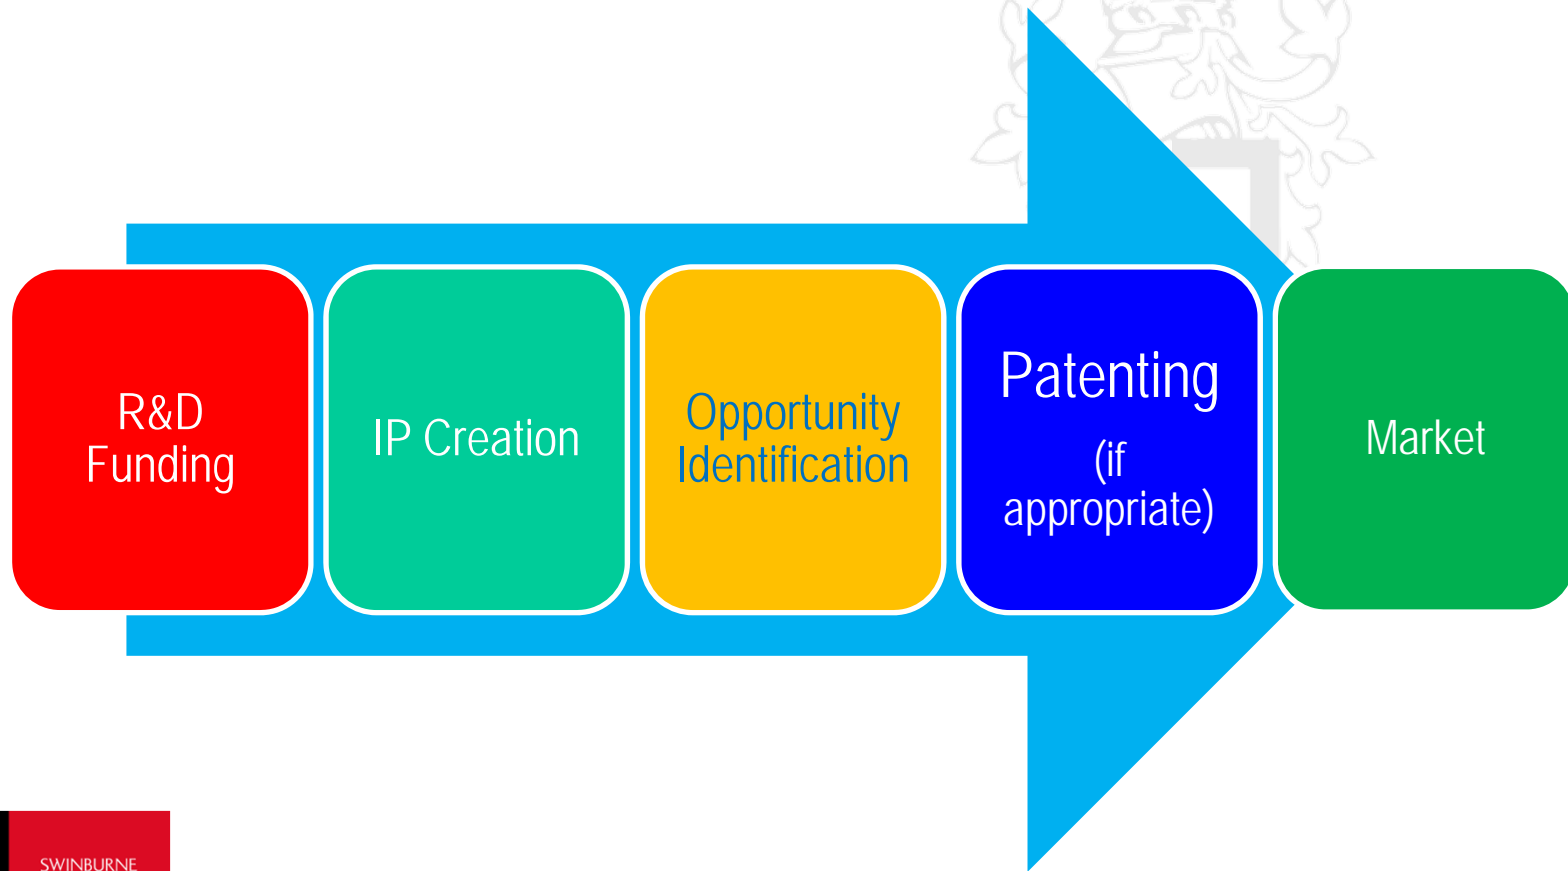 R&D
Funding
IP Creation
Opportunity
Identification
Patenting
(if
appropriate)
Market
SWINBURNE